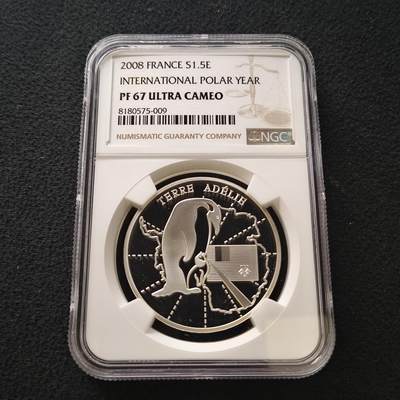 2008 FRANCE S1.5E
INTERNATIONAL POLAR YEAR
PF 67 ULTRA CAMEO
8180575-009
NUMISMATIC GUARANTY COMPANY
NGC
TERRE ADÉLIE